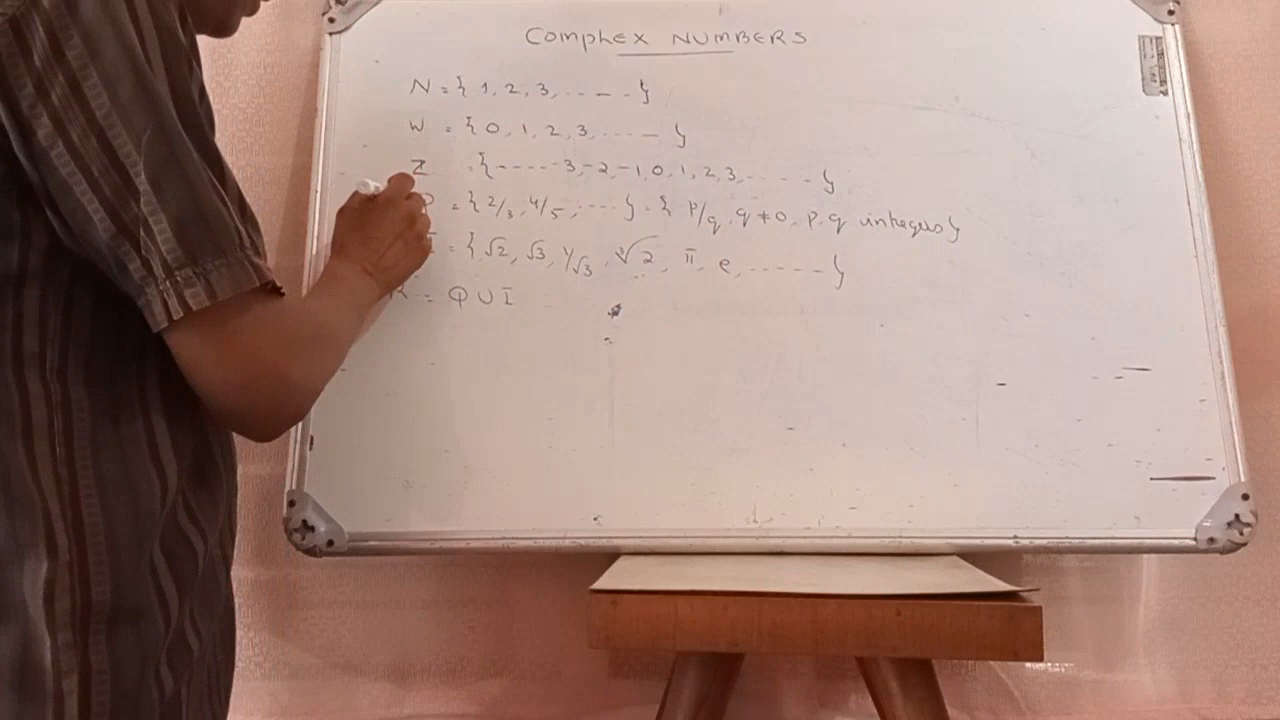 COMPLEX NUMBERS
N = { 1, 2, 3, ...... }
W = { 0, 1, 2, 3, ...... }
Z = { ..... -3, -2, -1, 0, 1, 2, 3, ...... }
= { 2/3, 4/5, ..... } = { p/q, q ≠ 0, p, q integers }
= { √2, √3, 1/√3, ∛2, π, e, ...... }
R = Q ∪ I